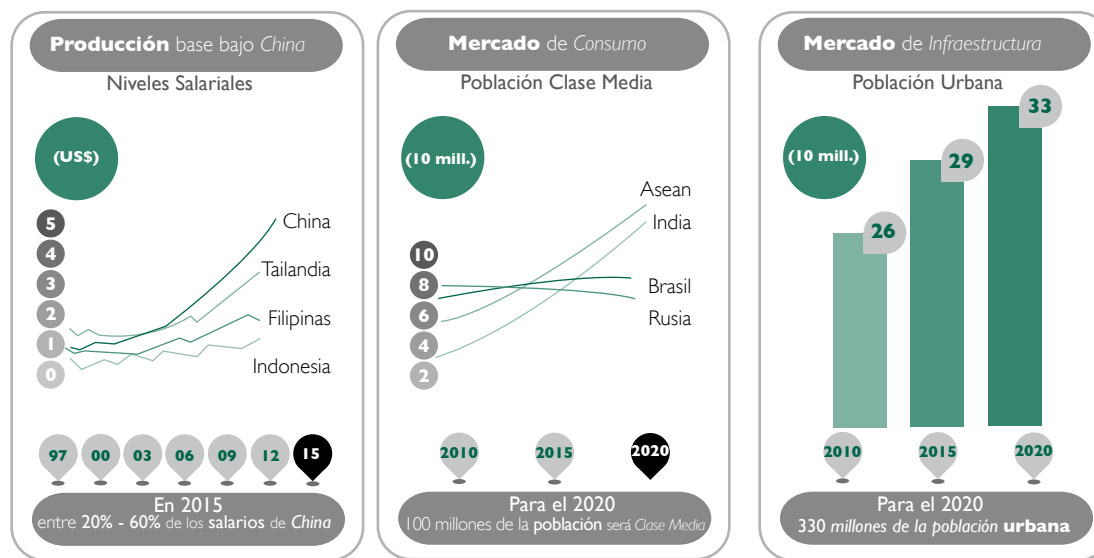 Producción base bajo China
Niveles Salariales
(US$)
5
4
3
2
1
0
China
Tailandia
Filipinas
Indonesia
97 00 03 06 09 12 15
En 2015
entre 20% - 60% de los salarios de China
Mercado de Consumo
Población Clase Media
(10 mill.)
10
8
6
4
2
Asean
India
Brasil
Rusia
2010 2015 2020
Para el 2020
100 millones de la población será Clase Media
Mercado de Infraestructura
Población Urbana
(10 mill.)
26
29
33
2010 2015 2020
Para el 2020
330 millones de la población urbana